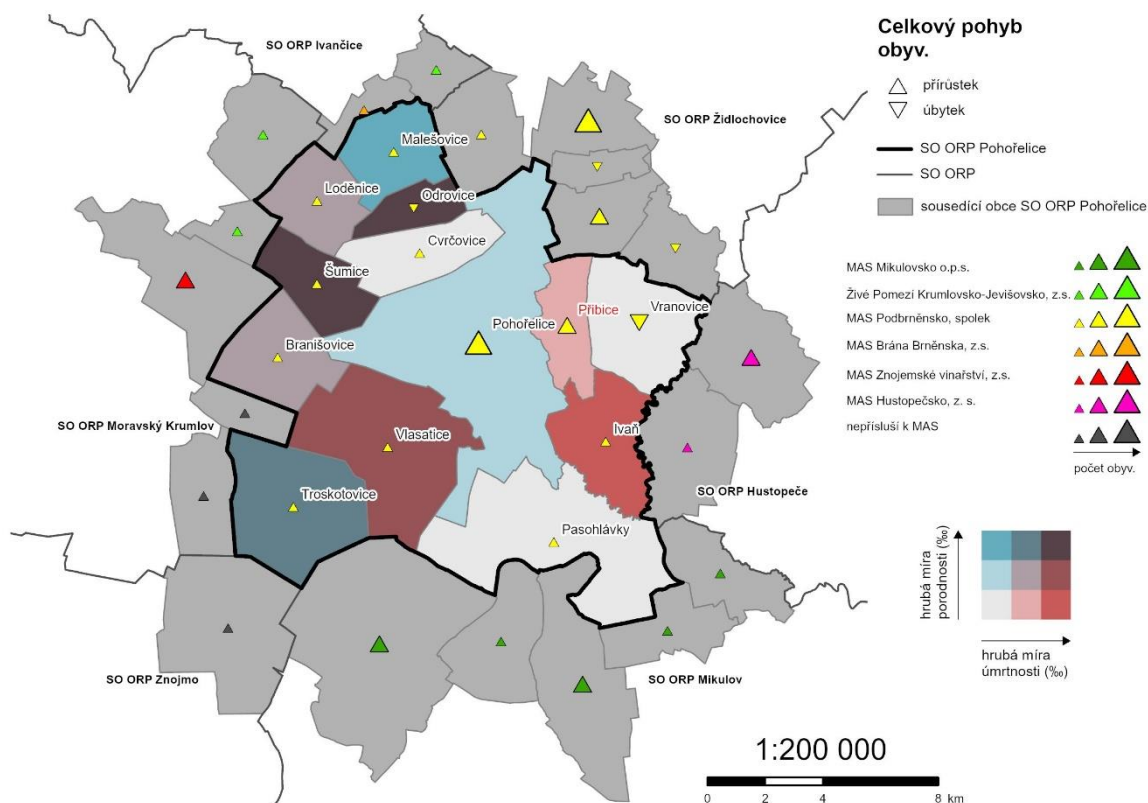 SO ORP Ivančice
Malešovice
Loděnice
Odrovice
Cvrčovice
Šumice
Branišovice
Pohořelice
Přibice
Vranovice
SO ORP Židlochovice
SO ORP Moravský Krumlov
Vlasatice
Ivaň
Troskotovice
SO ORP Hustopeče
Pasohlávky
SO ORP Znojmo
SO ORP Mikulov
Celkový pohyb
obyv.
přírůstek
úbytek
SO ORP Pohořelice
SO ORP
sousedící obce SO ORP Pohořelice
MAS Mikulovsko o.p.s.
Živé Pomezí Krumlovsko-Jevišovsko, z.s.
MAS Podbrněnsko, spolek
MAS Brána Brněnska, z.s.
MAS Znojemské vinařství, z.s.
MAS Hustopečsko, z. s.
nepřísluší k MAS
počet obyv.
hrubá míra
porodnosti (‰)
hrubá míra
úmrtnosti (‰)
1:200 000
0 2 4 8 km